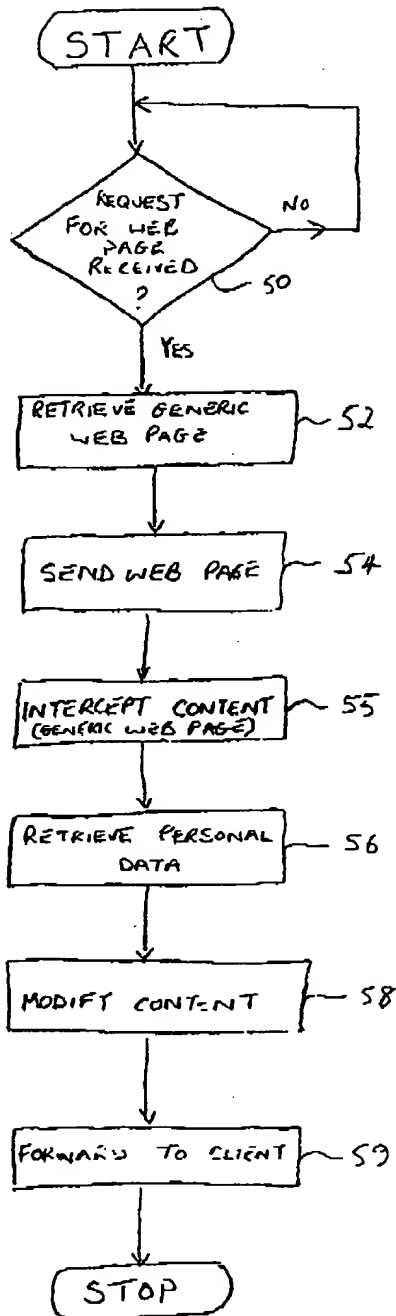 START
REQUEST
FOR WEB
PAGE
RECEIVED
?
NO
50
YES
RETRIEVE GENERIC
WEB PAGE
52
SEND WEB PAGE
54
INTERCEPT CONTENT
(GENERIC WEB PAGE)
55
RETRIEVE PERSONAL
DATA
56
MODIFY CONTENT
58
FORWARD TO CLIENT
59
STOP